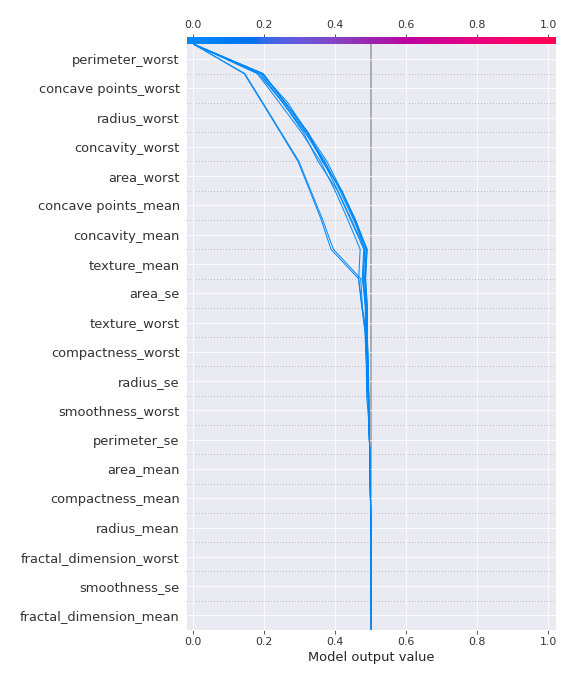 0.0 0.2 0.4 0.6 0.8 1.0
perimeter_worst
concave points_worst
radius_worst
concavity_worst
area_worst
concave points_mean
concavity_mean
texture_mean
area_se
texture_worst
compactness_worst
radius_se
smoothness_worst
perimeter_se
area_mean
compactness_mean
radius_mean
fractal_dimension_worst
smoothness_se
fractal_dimension_mean
0.0 0.2 0.4 0.6 0.8 1.0
Model output value